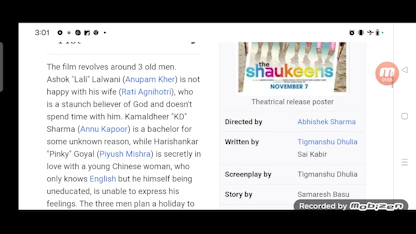 3:01
The film revolves around 3 old men.
Ashok "Lali" Lalwani (Anupam Kher) is not
happy with his wife (Rati Agnihotri), who
is a staunch believer of God and doesn't
spend time with him. Kamaldheer "KD"
Sharma (Annu Kapoor) is a bachelor for
some unknown reason, while Harishankar
"Pinky" Goyal (Piyush Mishra) is secretly in
love with a young Chinese woman, who
only knows English but he himself being
uneducated, is unable to express his
feelings. The three men plan a holiday to
the
shaukeens
NOVEMBER 7
Theatrical release poster
Directed by Abhishek Sharma
Written by Tigmanshu Dhulia
Sai Kabir
Screenplay by Tigmanshu Dhulia
Story by Samaresh Basu
Recorded by Mobizen